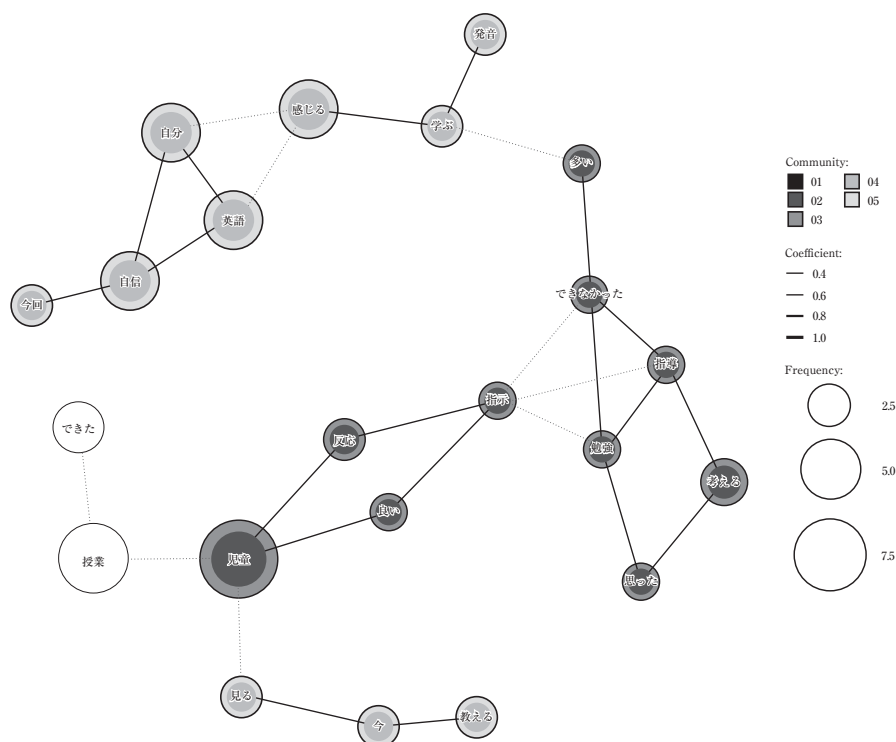 発音
感じる
学ぶ
自分
多い
英語
自信
今回
できなかった
指導
指示
できた
反応
勉強
考える
良い
授業
児童
思った
見る
今
教える
Community:
01 04
02 05
03
Coefficient:
0.4
0.6
0.8
1.0
Frequency:
2.5
5.0
7.5